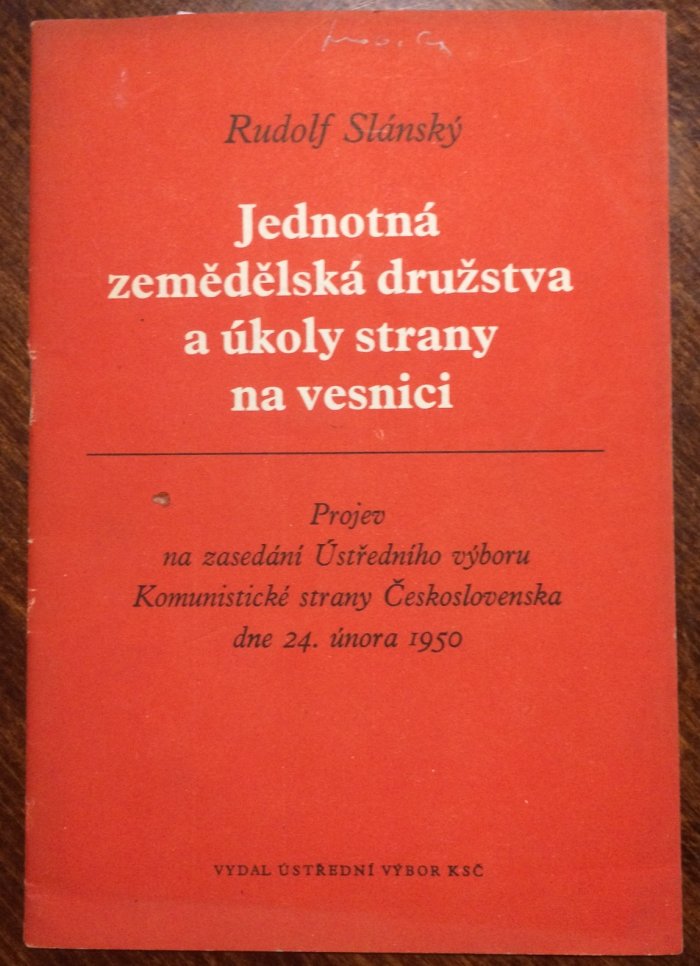 Rudolf Slánský
Jednotná
zemědělská družstva
a úkoly strany
na vesnici
Projev
na zasedání Ústředního výboru
Komunistické strany Československa
dne 24. února 1950
VYDAL ÚSTŘEDNÍ VÝBOR KSČ